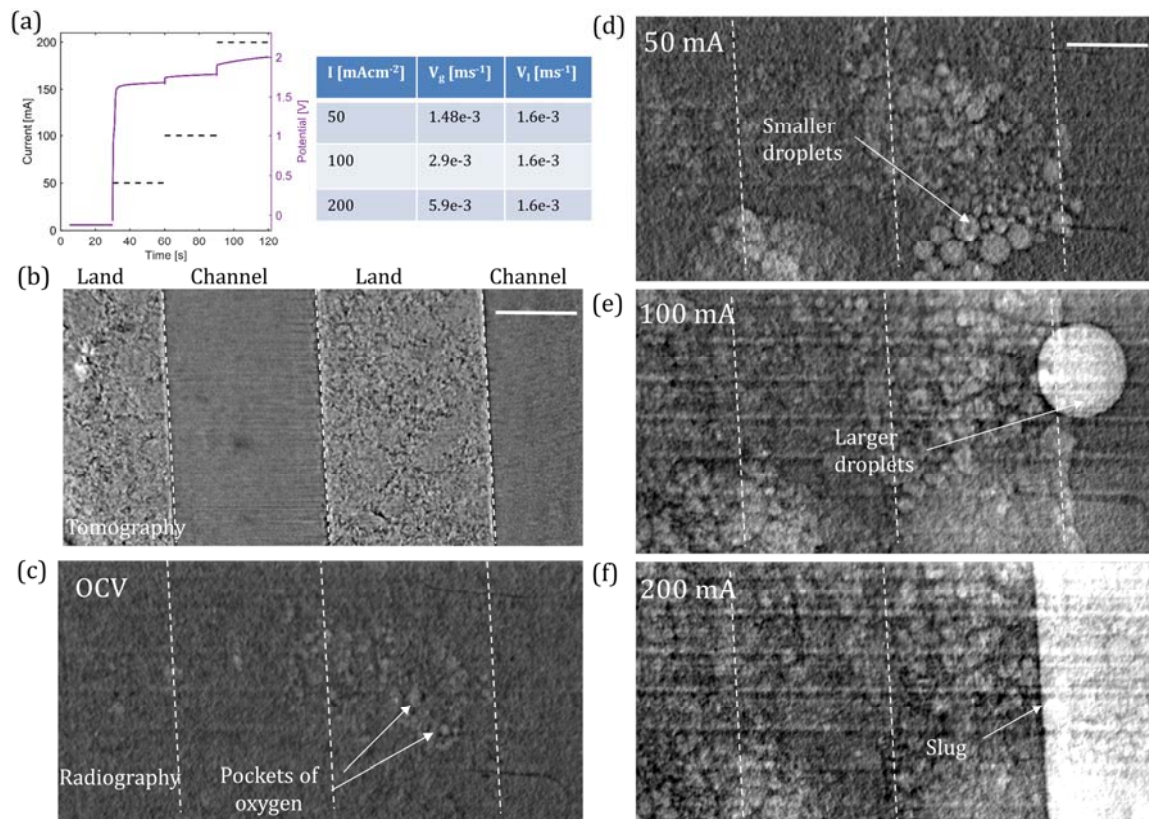 (a)
200
150
100
50
0
Current [mA]
0 20 40 60 80 100 120
Time [s]
2
1.5
1
0.5
0
Potential [V]
I [mAcm-2] Vg [ms-1] Vl [ms-1]
50 1.48e-3 1.6e-3
100 2.9e-3 1.6e-3
200 5.9e-3 1.6e-3
(b)
Land Channel Land Channel
Tomography
(c)
OCV
Radiography
Pockets of
oxygen
(d)
50 mA
Smaller
droplets
(e)
100 mA
Larger
droplets
(f)
200 mA
Slug